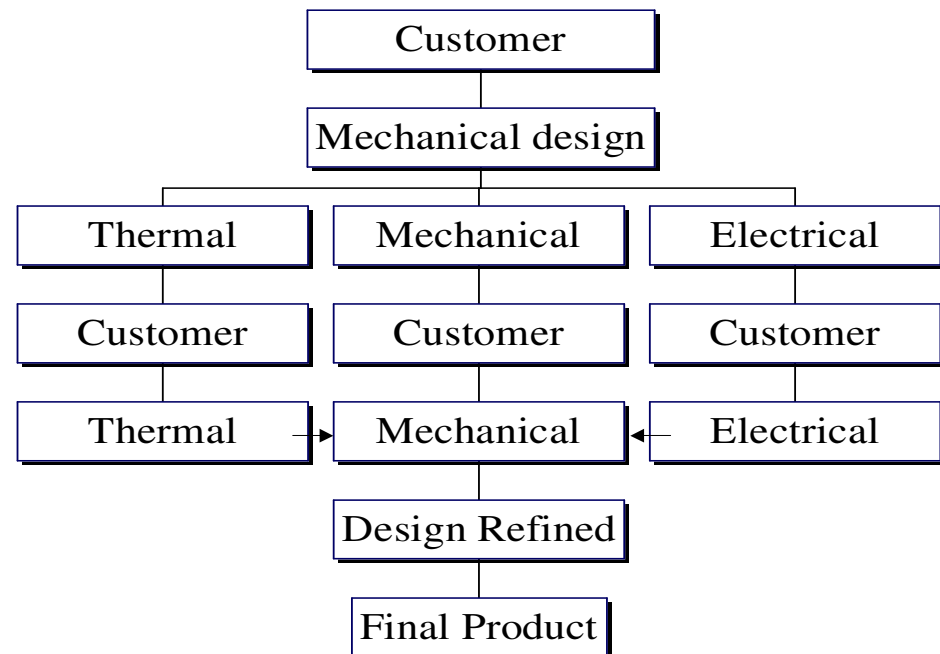 Customer
Mechanical design
Thermal
Mechanical
Electrical
Customer
Customer
Customer
Thermal
Mechanical
Electrical
Design Refined
Final Product